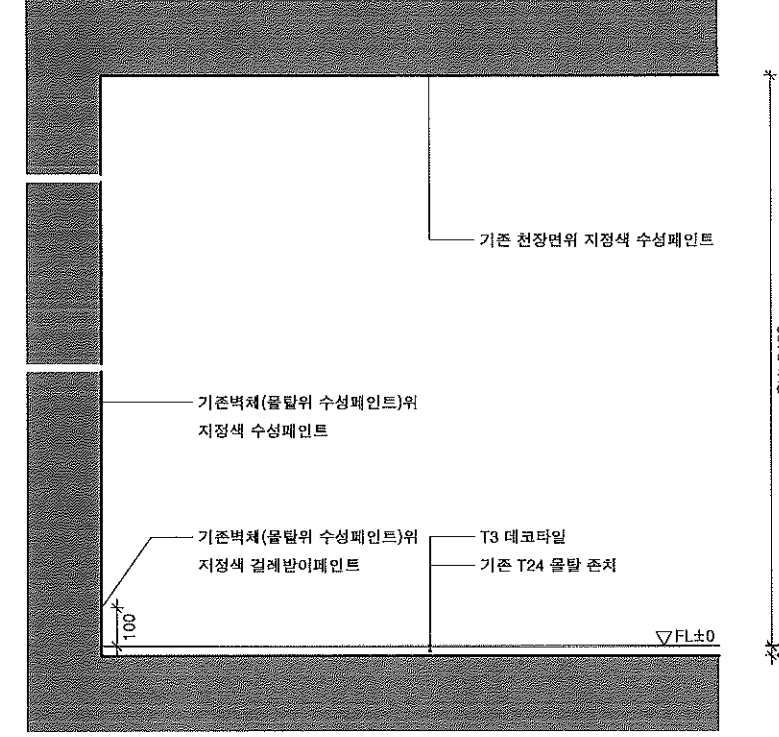 기존 천장면위 지정색 수성페인트
기존벽체(몰탈위 수성페인트)위
지정색 수성페인트
기존벽체(몰탈위 수성페인트)위
지정색 걸레받이페인트
T3 데코타일
기존 T24 몰탈 존치
100
▽FL±0